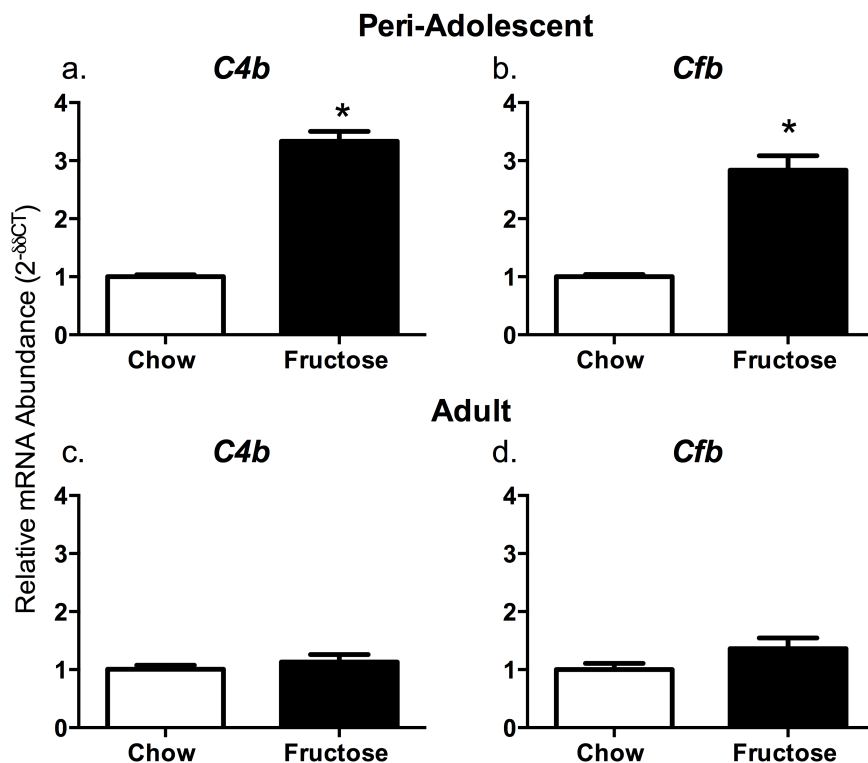 Peri-Adolescent
a. C4b
b. Cfb
Relative mRNA Abundance (2-δδCT)
4
3
2
1
0
*
Chow Fructose
4
3
2
1
0
*
Chow Fructose
Adult
c. C4b
d. Cfb
4
3
2
1
0
Chow Fructose
4
3
2
1
0
Chow Fructose